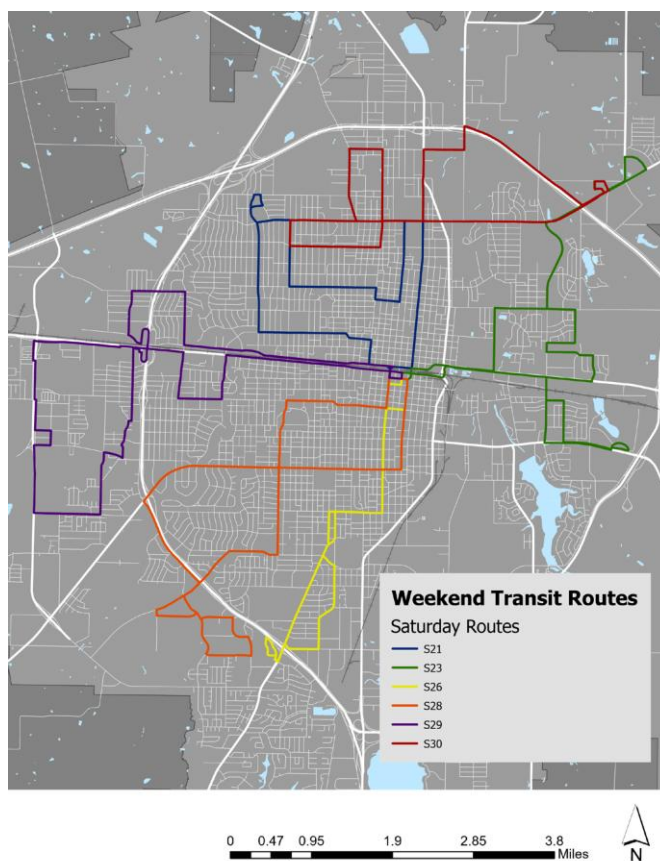 Weekend Transit Routes
Saturday Routes
S21
S23
S26
S28
S29
S30
0 0.47 0.95 1.9 2.85 3.8
Miles
N